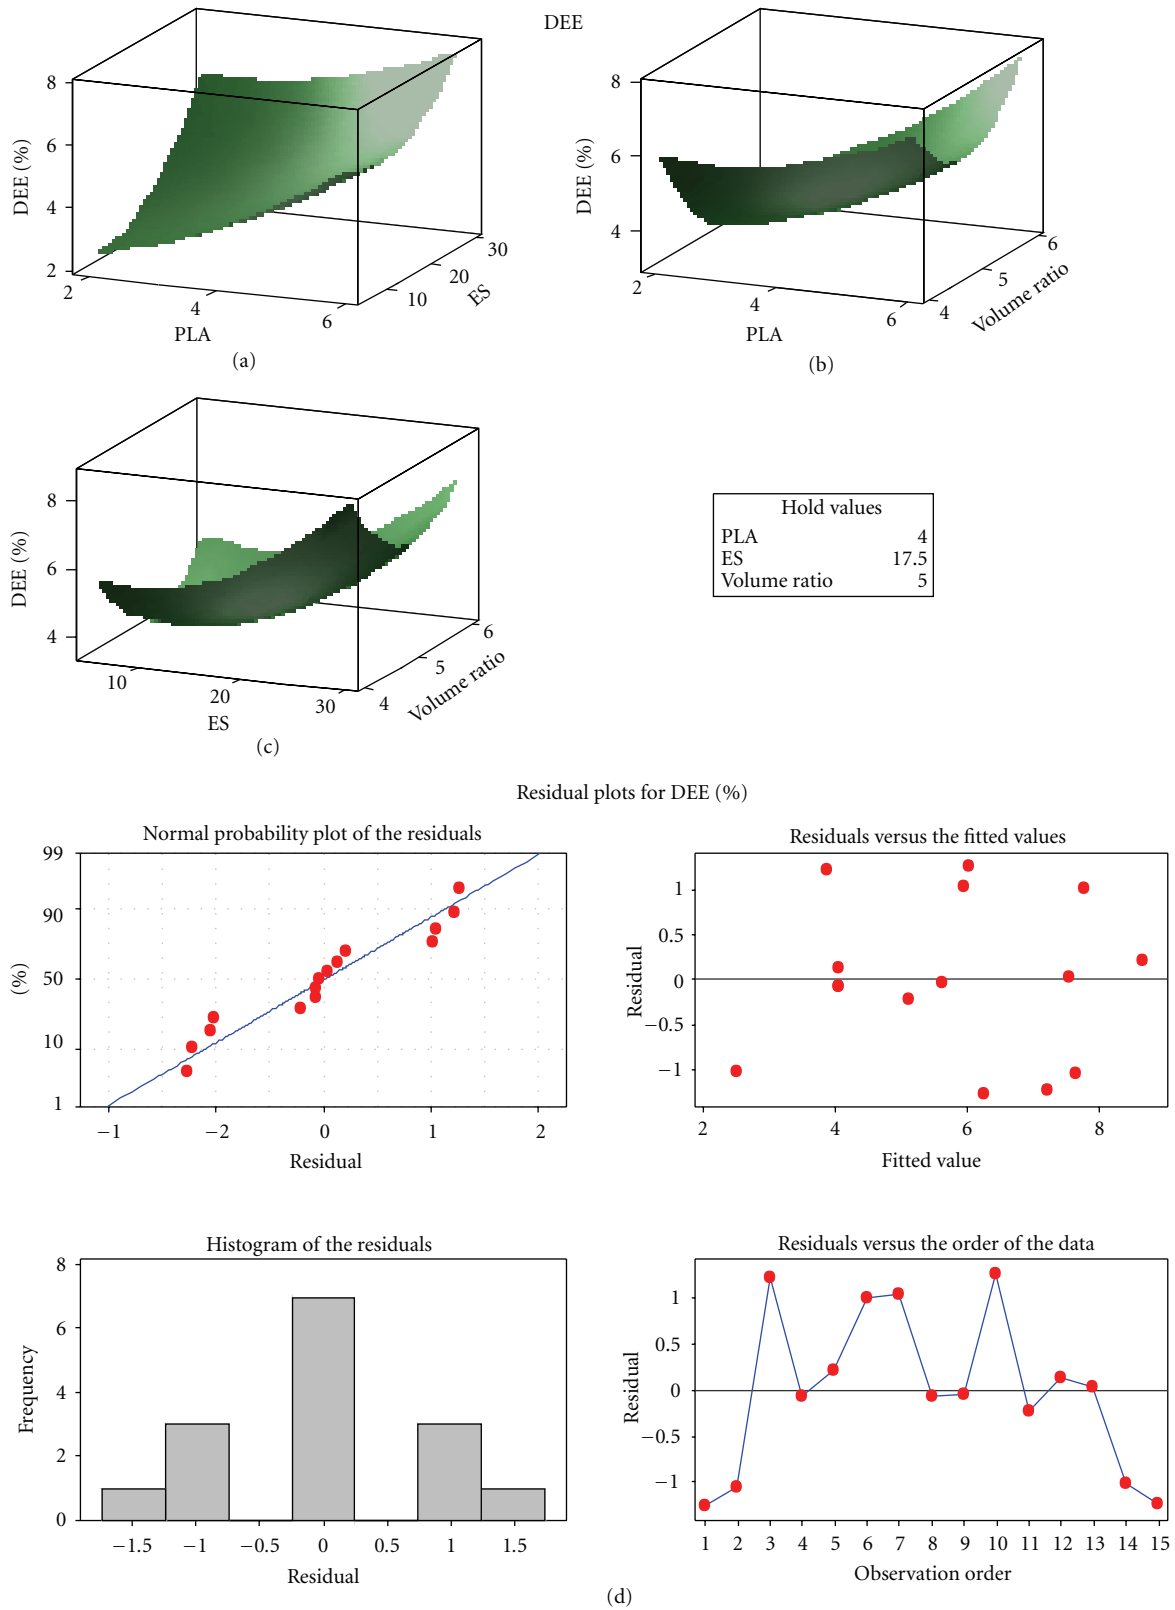 DEE
8
6
4
2
DEE (%)
2
4
6
PLA
10
20
30
ES
(a)
8
6
4
DEE (%)
2
4
6
PLA
4
5
6
Volume ratio
(b)
8
6
4
DEE (%)
10
20
30
ES
4
5
6
Volume ratio
(c)
Hold values
PLA 4
ES 17.5
Volume ratio 5
Residual plots for DEE (%)
Normal probability plot of the residuals
99
90
50
10
1
(%)
−1 −2 0 1 2
Residual
Residuals versus the fitted values
1
0.5
0
−0.5
−1
Residual
2 4 6 8
Fitted value
Histogram of the residuals
8
6
4
2
0
Frequency
−1.5 −1 −0.5 0 0.5 1 1.5
Residual
Residuals versus the order of the data
1
0.5
0
−0.5
−1
Residual
1 2 3 4 5 6 7 8 9 10 11 12 13 14 15
Observation order
(d)